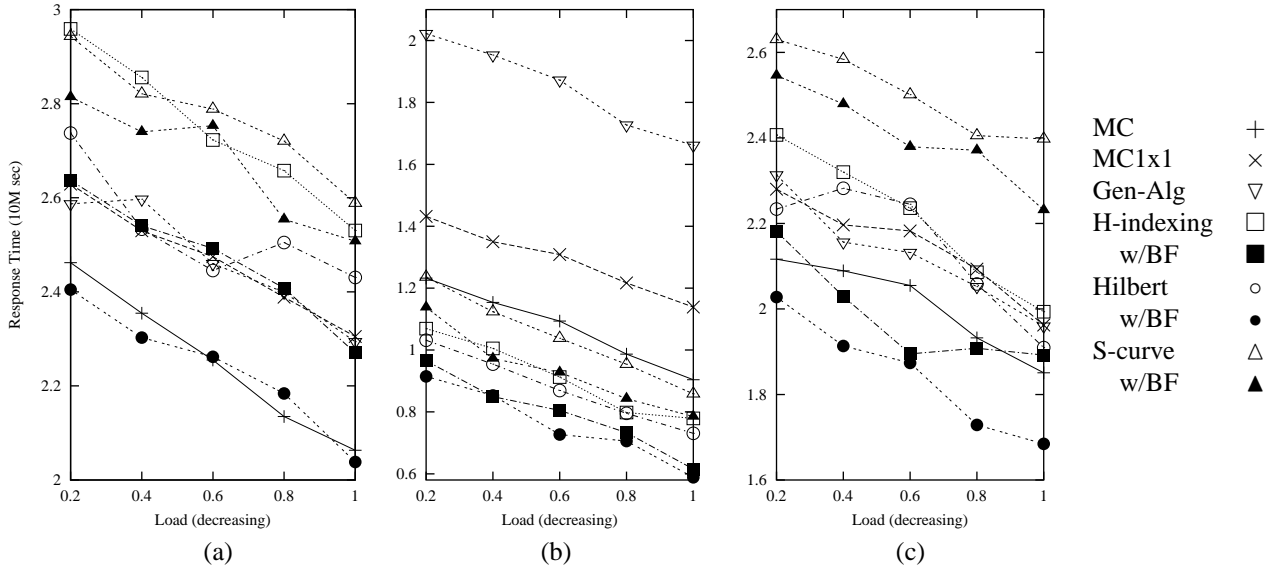 Response Time (10M sec)
3
2.8
2.6
2.4
2.2
2
0.2 0.4 0.6 0.8 1
Load (decreasing)
(a)
2
1.8
1.6
1.4
1.2
1
0.8
0.6
0.2 0.4 0.6 0.8 1
Load (decreasing)
(b)
2.6
2.4
2.2
2
1.8
1.6
0.2 0.4 0.6 0.8 1
Load (decreasing)
(c)
MC
MC1x1
Gen-Alg
H-indexing
w/BF
Hilbert
w/BF
S-curve
w/BF